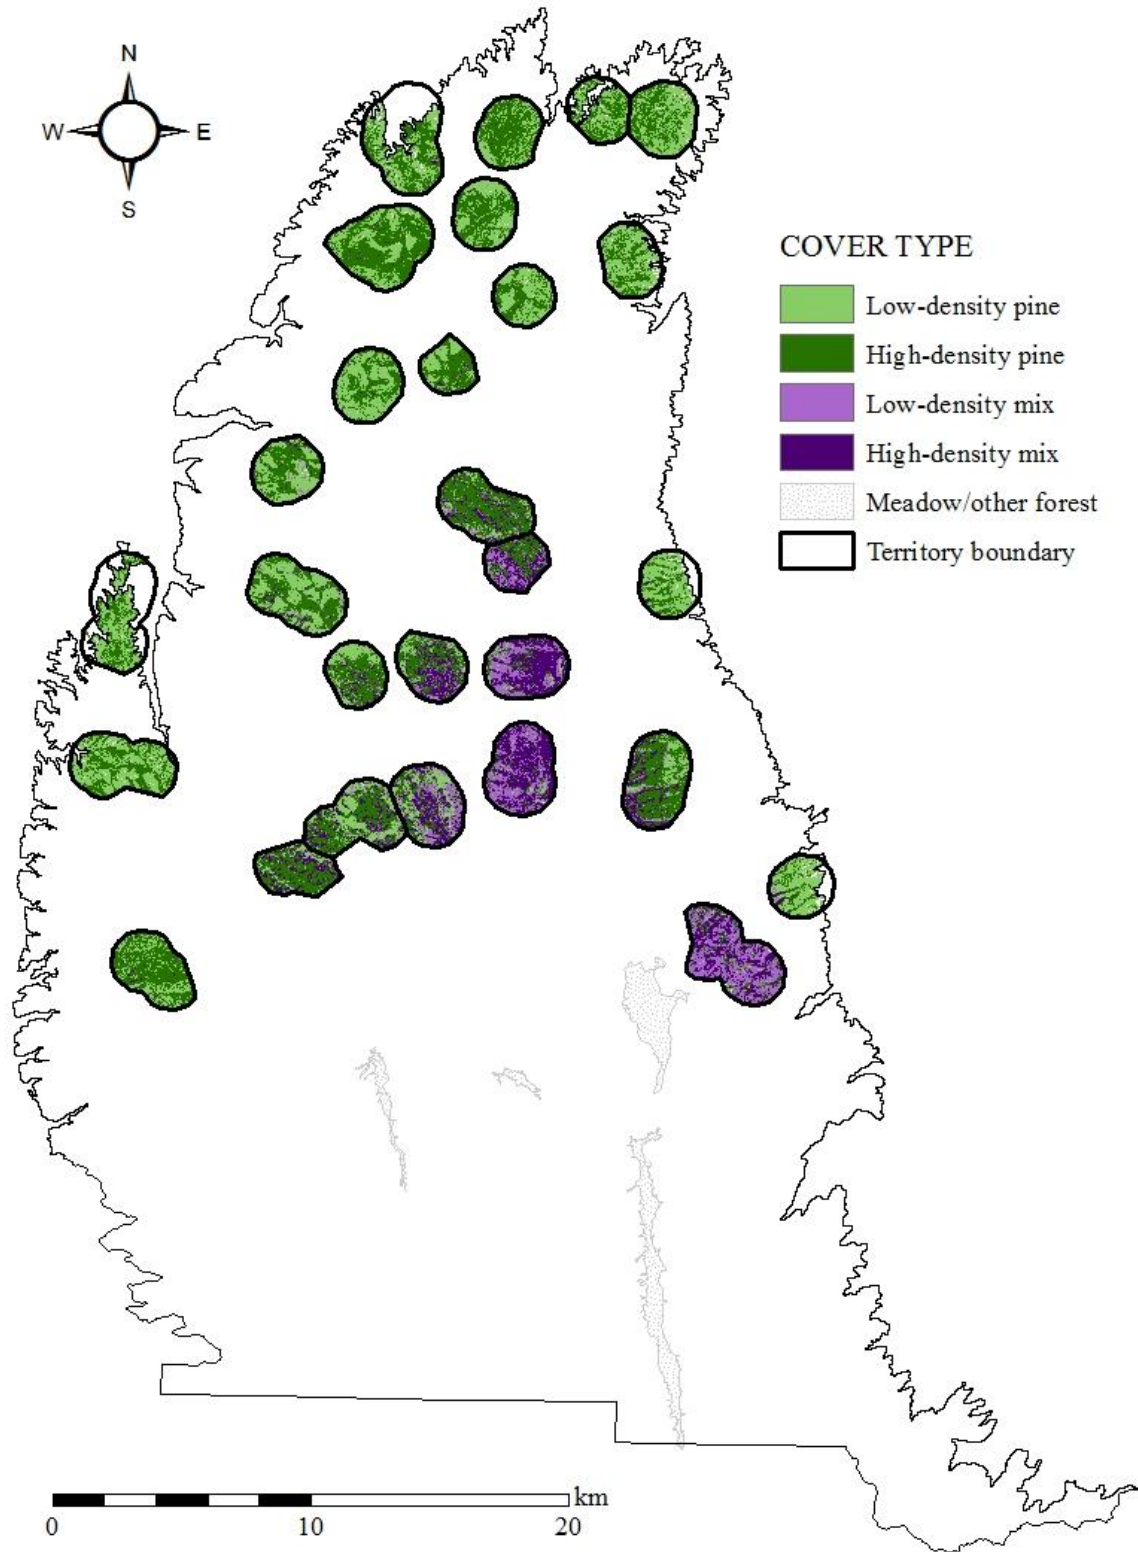 N
W E
S
COVER TYPE
Low-density pine
High-density pine
Low-density mix
High-density mix
Meadow/other forest
Territory boundary
km
0 10 20